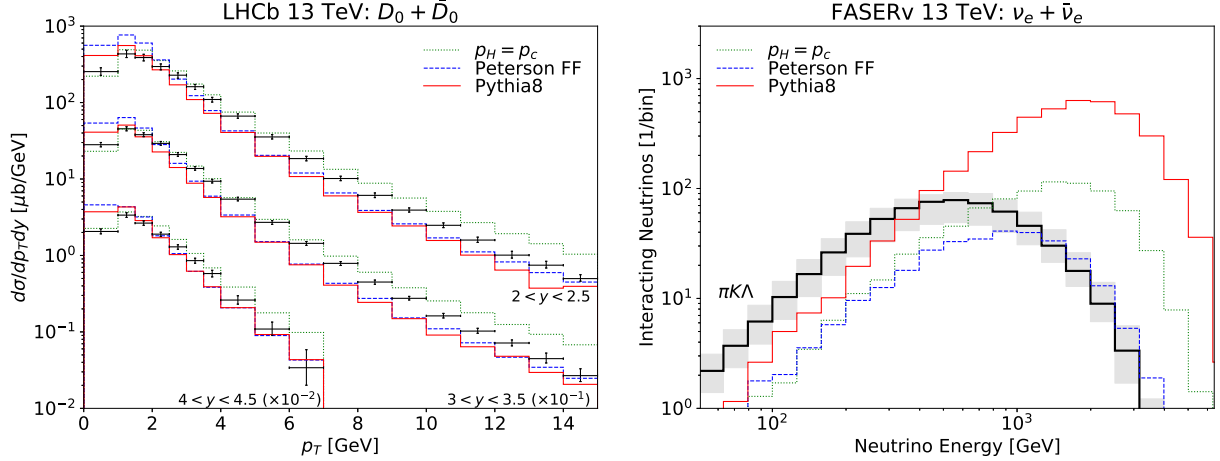 LHCb 13 TeV: D₀ + D̄₀
p_H = p_c
Peterson FF
Pythia8
10³
10²
10¹
10⁰
10⁻¹
10⁻²
dσ/dp_T dy [μb/GeV]
2 < y < 2.5
4 < y < 4.5 (×10⁻²)
3 < y < 3.5 (×10⁻¹)
0 2 4 6 8 10 12 14
p_T [GeV]
FASERν 13 TeV: ν_e + ν̄_e
p_H = p_c
Peterson FF
Pythia8
10³
10²
10¹
10⁰
Interacting Neutrinos [1/bin]
πKΛ
10² 10³
Neutrino Energy [GeV]